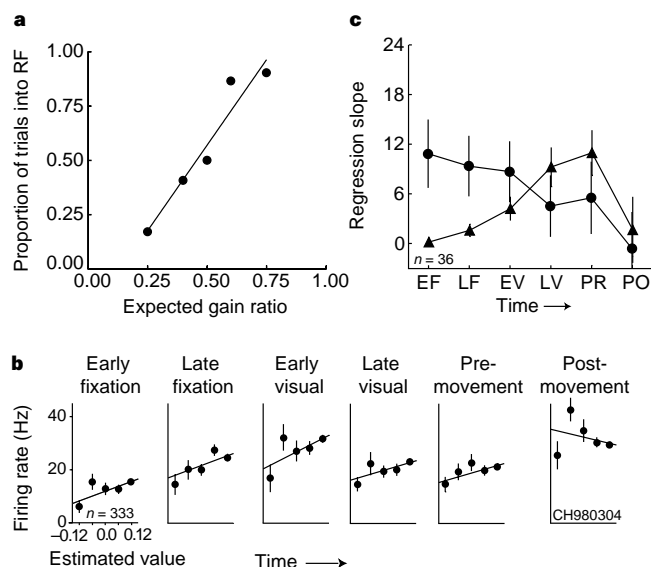 a
1.00
0.75
0.50
0.25
0.00
Proportion of trials into RF
0.00 0.25 0.50 0.75 1.00
Expected gain ratio
c
24
18
12
6
0
Regression slope
n = 36
EF LF EV LV PR PO
Time
b
Early fixation
Late fixation
Early visual
Late visual
Pre-movement
Post-movement
40
20
0
Firing rate (Hz)
n = 333
CH980304
–0.12 0.0 0.12
Estimated value
Time